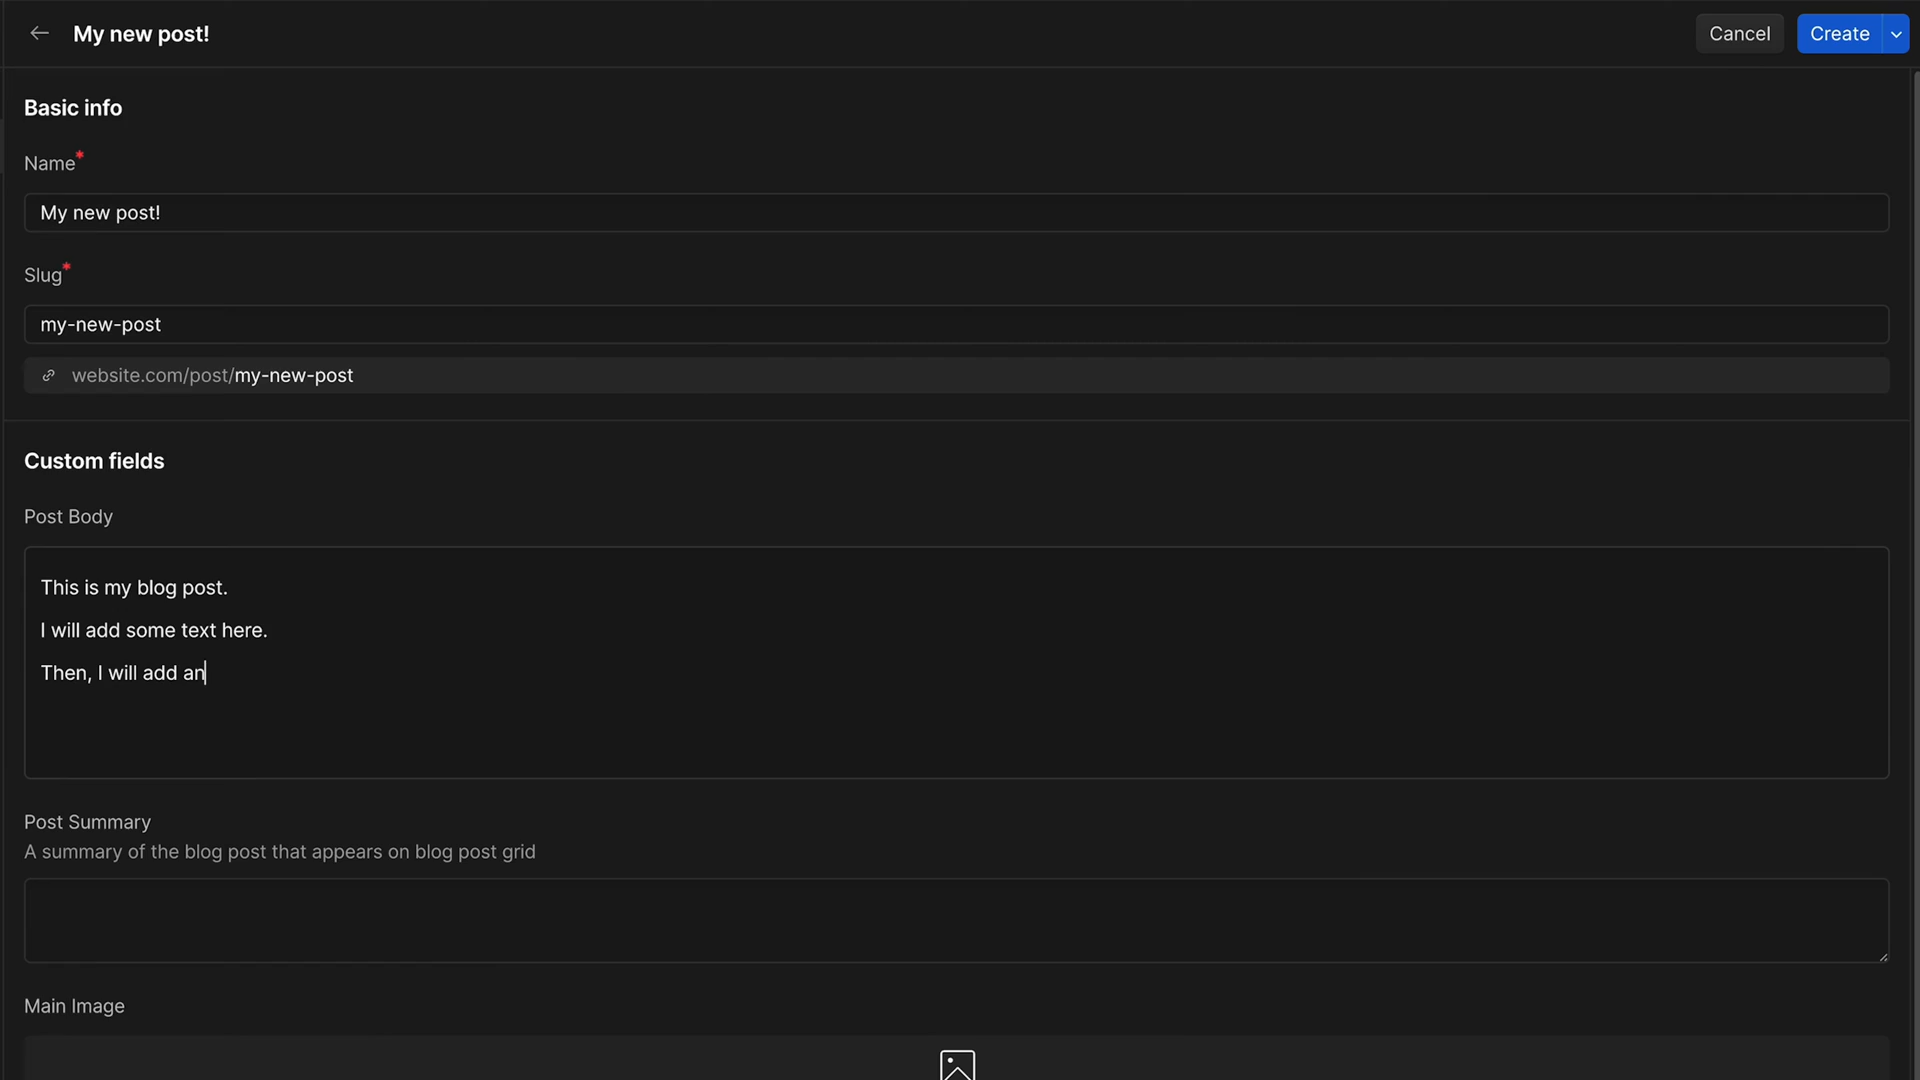 My new post!
Cancel
Create
Basic info
Name*
My new post!
Slug*
my-new-post
website.com/post/my-new-post
Custom fields
Post Body
This is my blog post.
I will add some text here.
Then, I will add an
Post Summary
A summary of the blog post that appears on blog post grid
Main Image